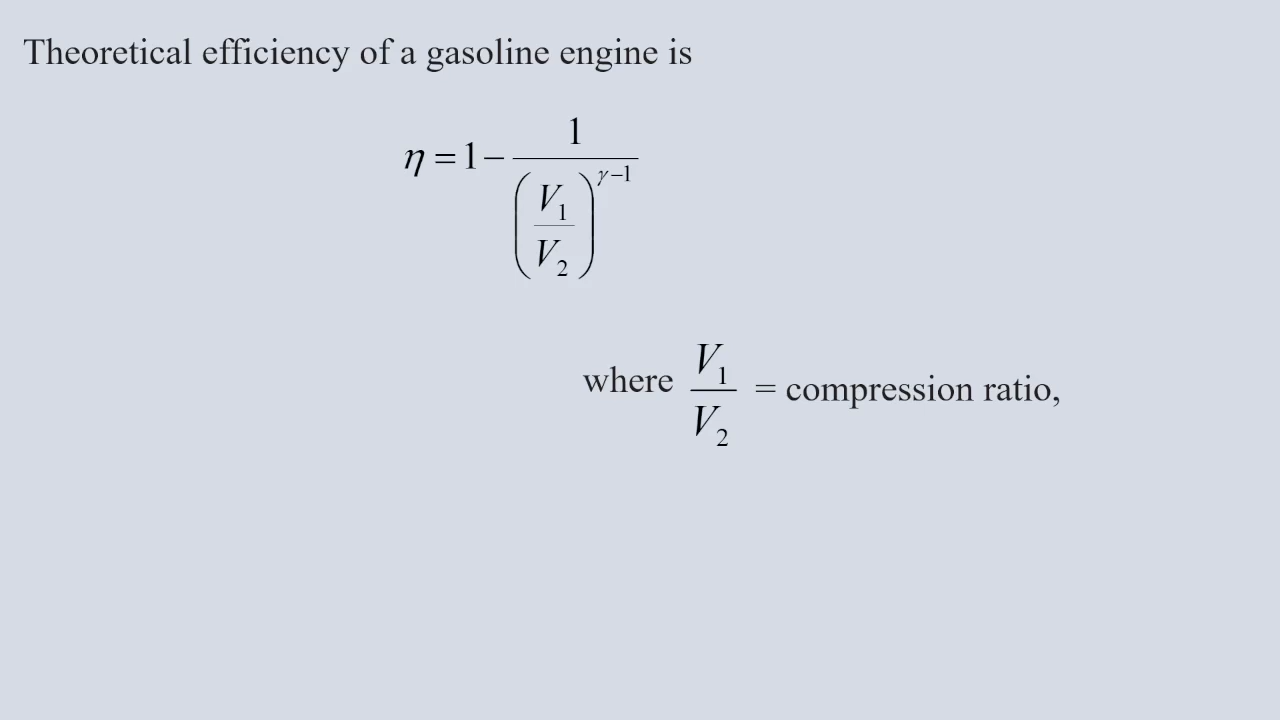 Theoretical efficiency of a gasoline engine is
η = 1 − 1 / (V₁ / V₂)^(γ−1)
where V₁ / V₂ = compression ratio,